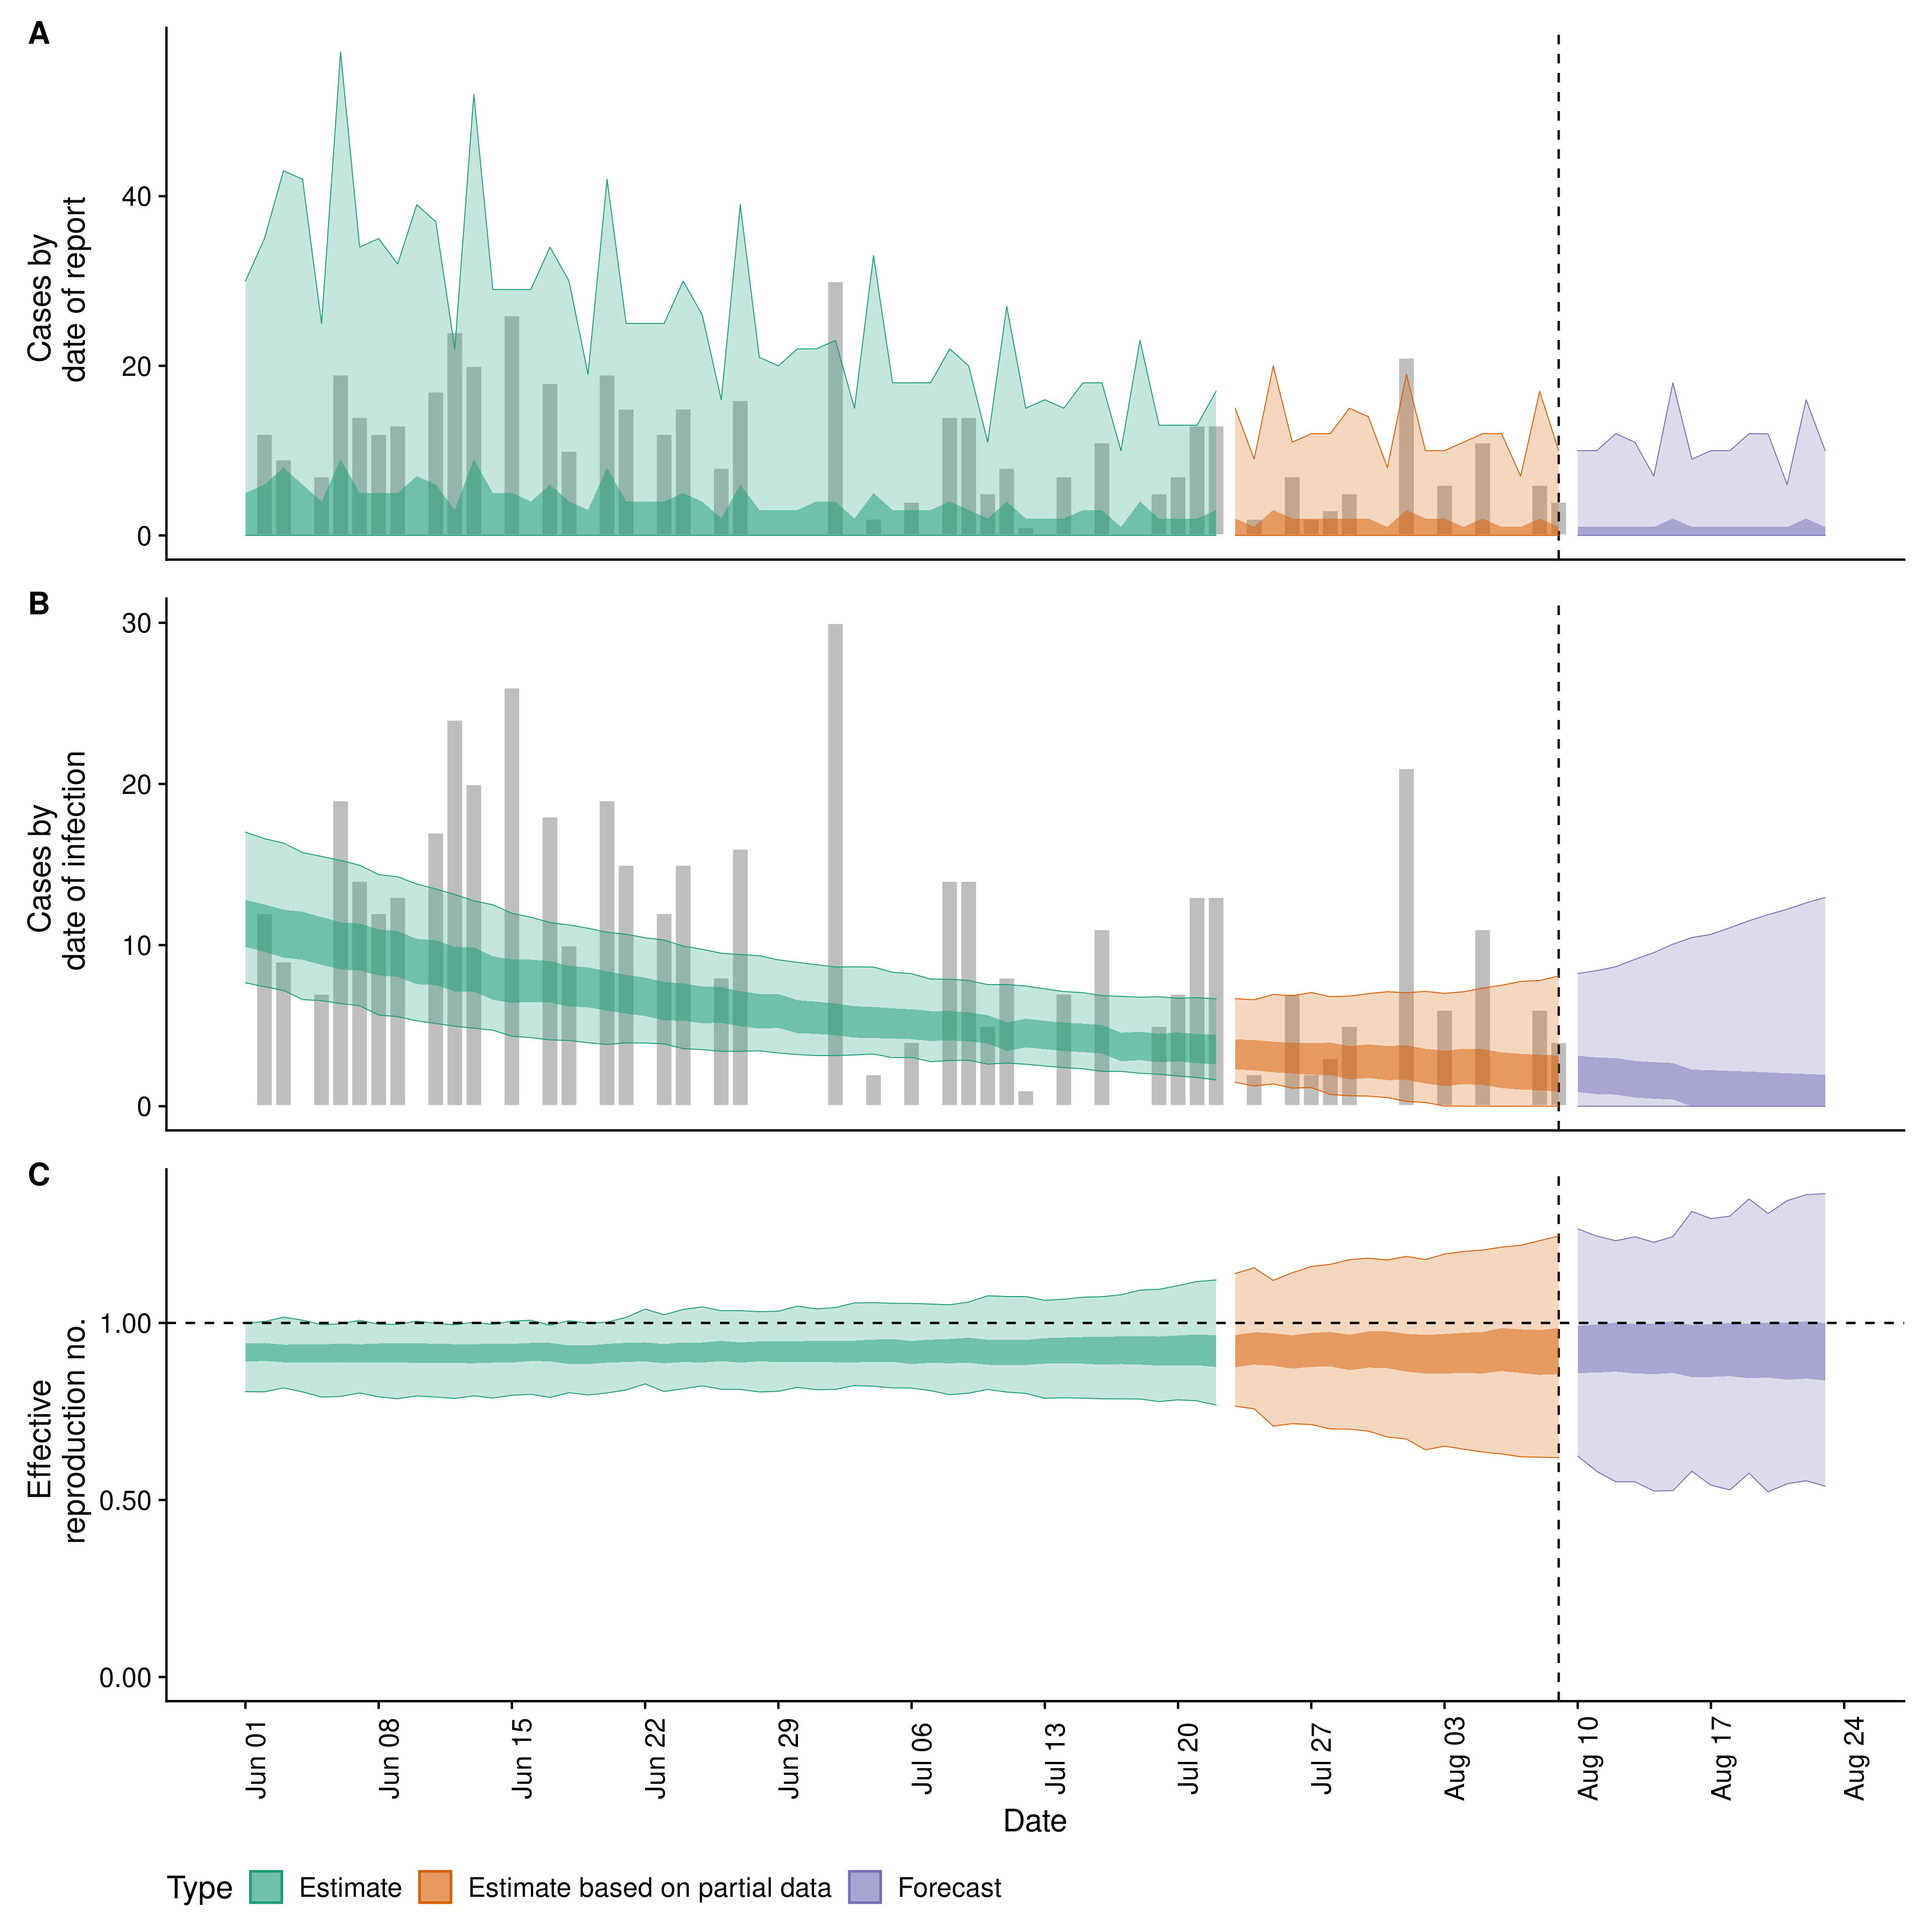 A
Cases by
date of report
40
20
0
B
Cases by
date of infection
30
20
10
0
C
Effective
reproduction no.
1.00
0.50
0.00
Jun 01
Jun 08
Jun 15
Jun 22
Jun 29
Jul 06
Jul 13
Jul 20
Jul 27
Aug 03
Aug 10
Aug 17
Aug 24
Date
Type Estimate Estimate based on partial data Forecast